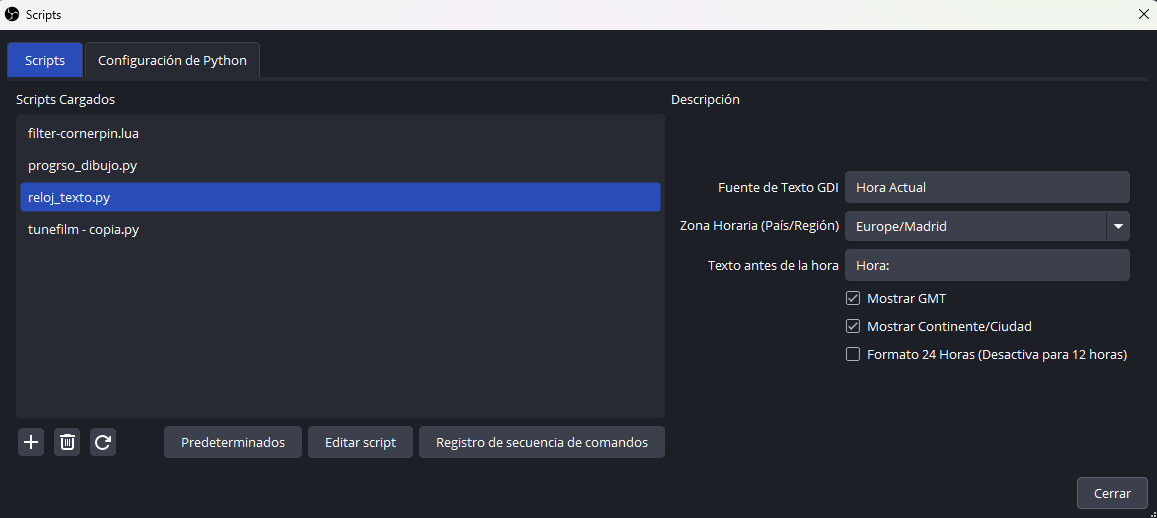 Scripts
Scripts
Configuración de Python
Scripts Cargados
filter-cornerpin.lua
progrso_dibujo.py
reloj_texto.py
tunefilm - copia.py
Predeterminados
Editar script
Registro de secuencia de comandos
Descripción
Fuente de Texto GDI
Hora Actual
Zona Horaria (País/Región)
Europe/Madrid
Texto antes de la hora
Hora:
Mostrar GMT
Mostrar Continente/Ciudad
Formato 24 Horas (Desactiva para 12 horas)
Cerrar